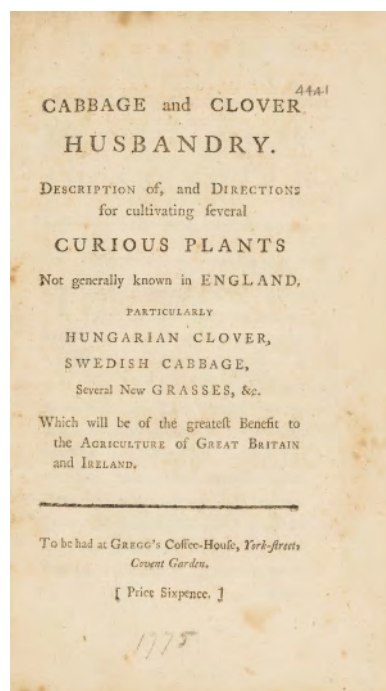 4441
CABBAGE and CLOVER
HUSBANDRY.
DESCRIPTION of, and DIRECTIONS
for cultivating ſeveral
CURIOUS PLANTS
Not generally known in ENGLAND,
PARTICULARLY
HUNGARIAN CLOVER,
SWEDISH CABBAGE,
Several New GRASSES, &c.
Which will be of the greateſt Benefit to
the AGRICULTURE of GREAT BRITAIN
and IRELAND.
To be had at GREGG's Coffee-Houſe, York-ſtreet,
Covent Garden.
[ Price Sixpence. ]
1775